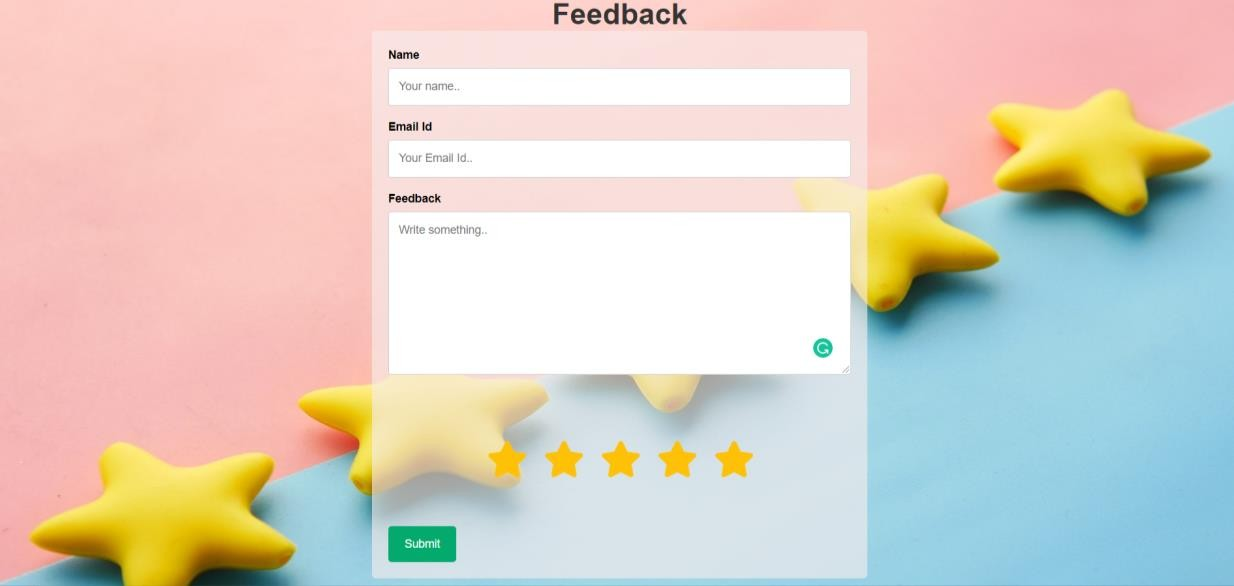 Feedback
Name
Your name..
Email Id
Your Email Id..
Feedback
Write something..
Submit